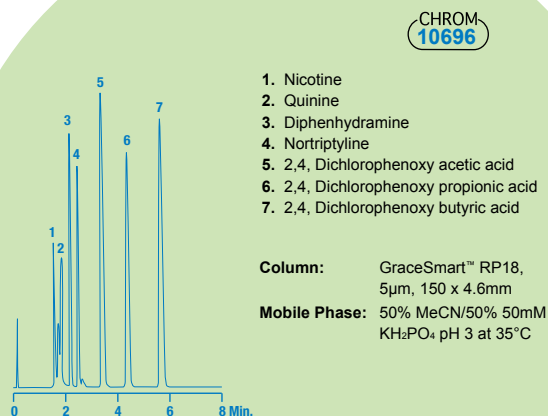 CHROM
10696
1. Nicotine
2. Quinine
3. Diphenhydramine
4. Nortriptyline
5. 2,4, Dichlorophenoxy acetic acid
6. 2,4, Dichlorophenoxy propionic acid
7. 2,4, Dichlorophenoxy butyric acid
Column: GraceSmart™ RP18,
5µm, 150 x 4.6mm
Mobile Phase: 50% MeCN/50% 50mM
KH₂PO₄ pH 3 at 35°C
1
2
3
4
5
6
7
0 2 4 6 8 Min.